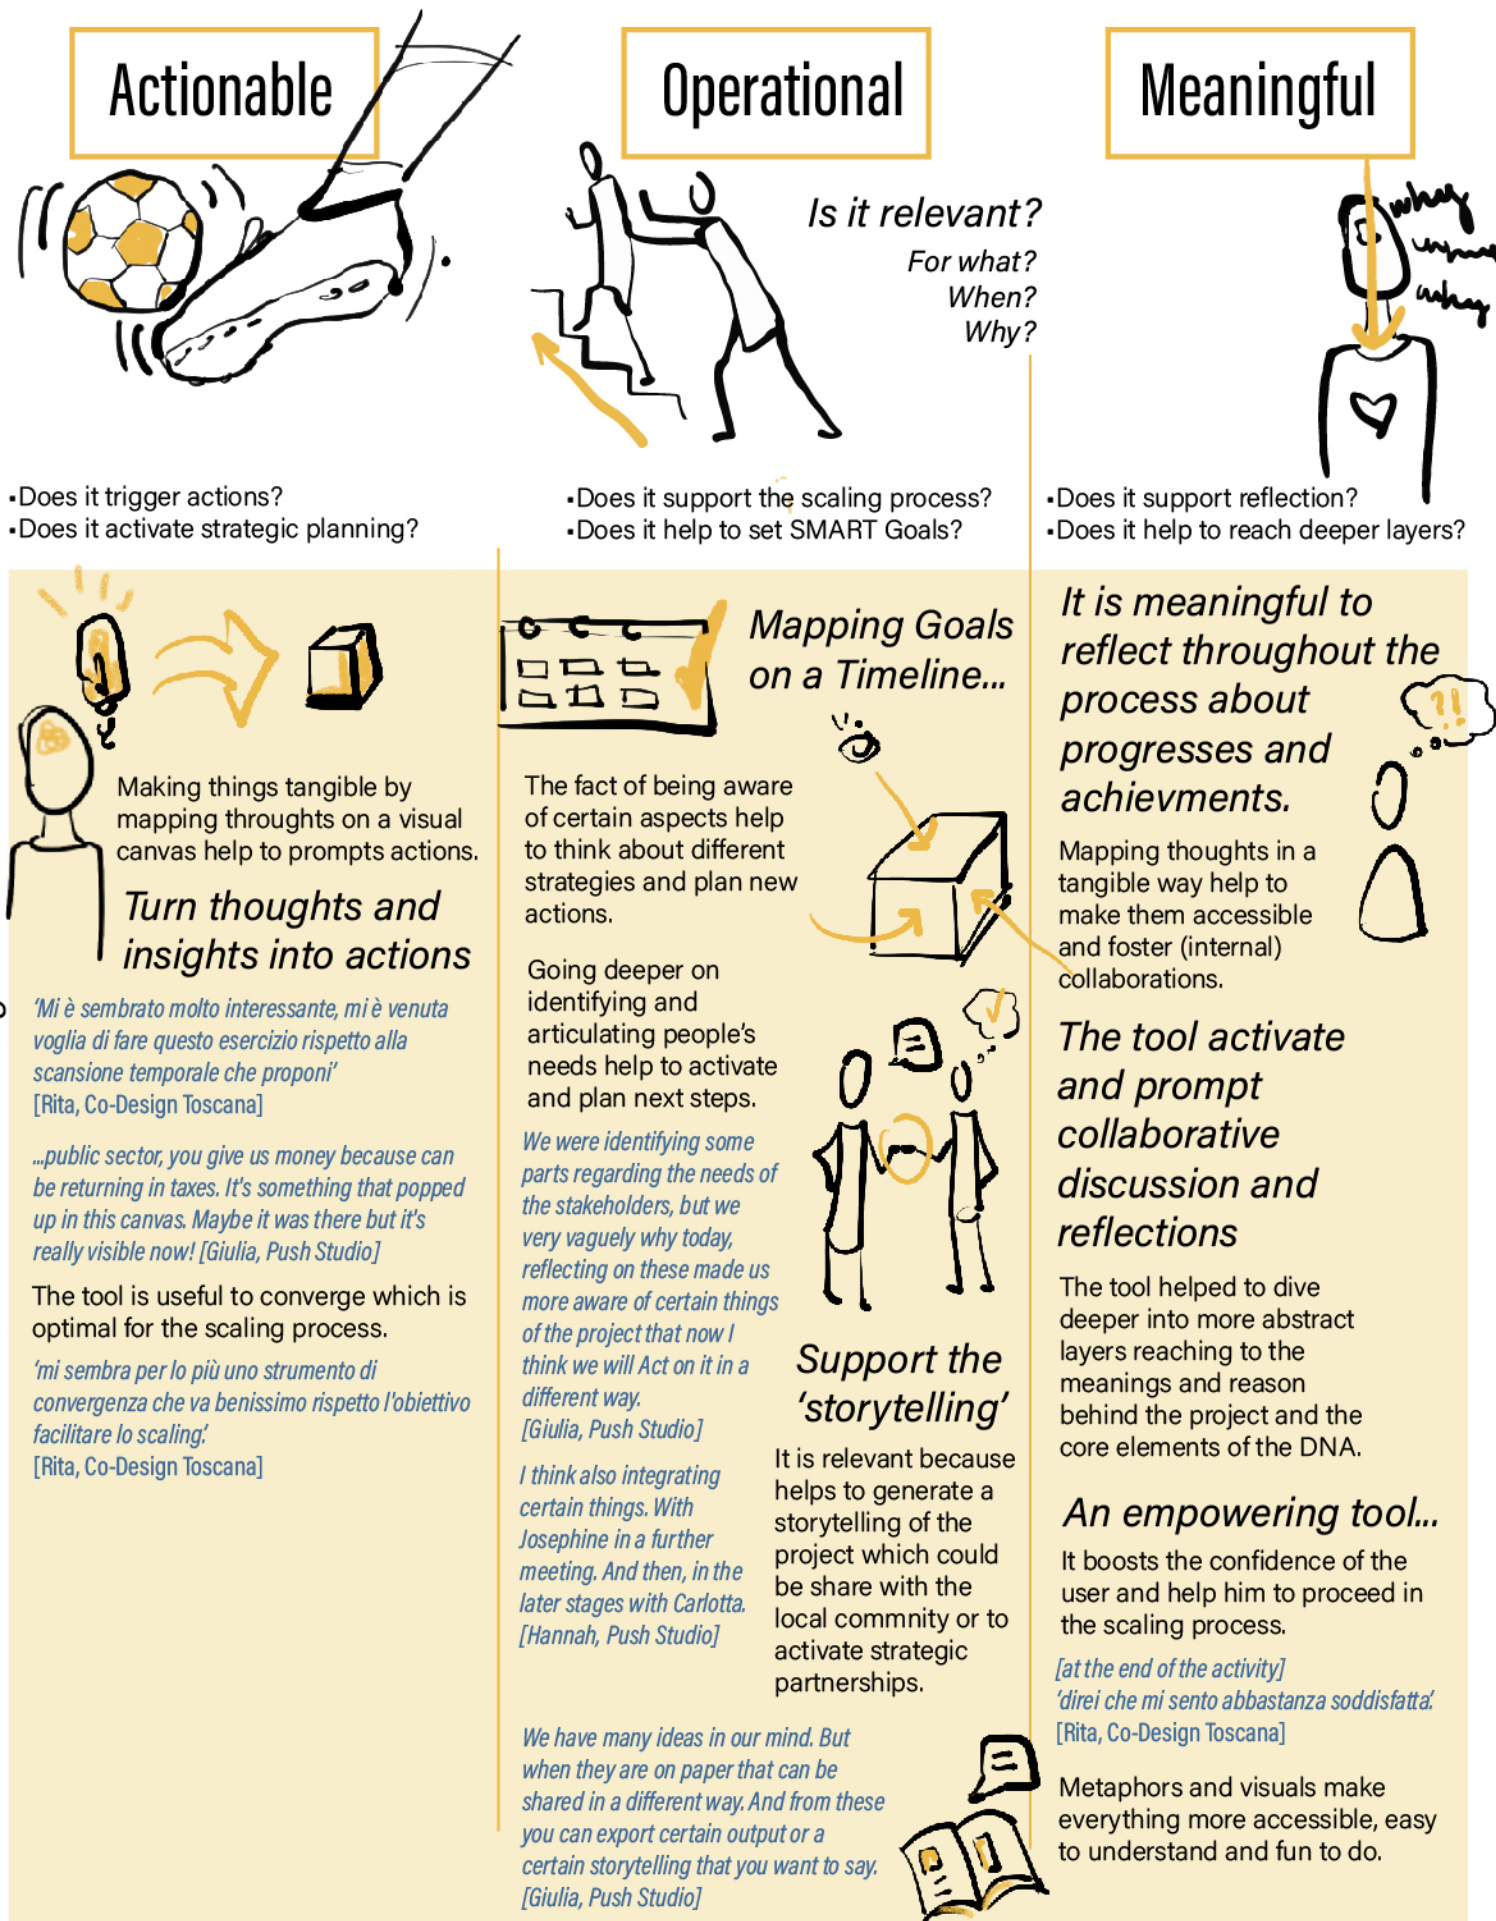 Actionable
Operational
Meaningful
Is it relevant?
For what?
When?
Why?
why
why
why
▪Does it trigger actions?
▪Does it activate strategic planning?
▪Does it support the scaling process?
▪Does it help to set SMART Goals?
▪Does it support reflection?
▪Does it help to reach deeper layers?
Making things tangible by
mapping throughts on a visual
canvas help to prompts actions.
Turn thoughts and
insights into actions
‘Mi è sembrato molto interessante, mi è venuta
voglia di fare questo esercizio rispetto alla
scansione temporale che proponi’
[Rita, Co-Design Toscana]
...public sector, you give us money because can
be returning in taxes. It's something that popped
up in this canvas. Maybe it was there but it's
really visible now! [Giulia, Push Studio]
The tool is useful to converge which is
optimal for the scaling process.
‘mi sembra per lo più uno strumento di
convergenza che va benissimo rispetto l'obiettivo
facilitare lo scaling.’
[Rita, Co-Design Toscana]
Mapping Goals
on a Timeline...
The fact of being aware
of certain aspects help
to think about different
strategies and plan new
actions.
Going deeper on
identifying and
articulating people’s
needs help to activate
and plan next steps.
We were identifying some
parts regarding the needs of
the stakeholders, but we
very vaguely why today,
reflecting on these made us
more aware of certain things
of the project that now I
think we will Act on it in a
different way.
[Giulia, Push Studio]
I think also integrating
certain things. With
Josephine in a further
meeting. And then, in the
later stages with Carlotta.
[Hannah, Push Studio]
Support the
‘storytelling’
It is relevant because
helps to generate a
storytelling of the
project which could
be share with the
local commnity or to
activate strategic
partnerships.
We have many ideas in our mind. But
when they are on paper that can be
shared in a different way. And from these
you can export certain output or a
certain storytelling that you want to say.
[Giulia, Push Studio]
It is meaningful to
reflect throughout the
process about
progresses and
achievments.
?!
Mapping thoughts in a
tangible way help to
make them accessible
and foster (internal)
collaborations.
The tool activate
and prompt
collaborative
discussion and
reflections
The tool helped to dive
deeper into more abstract
layers reaching to the
meanings and reason
behind the project and the
core elements of the DNA.
An empowering tool...
It boosts the confidence of the
user and help him to proceed in
the scaling process.
[at the end of the activity]
‘direi che mi sento abbastanza soddisfatta’.
[Rita, Co-Design Toscana]
Metaphors and visuals make
everything more accessible, easy
to understand and fun to do.